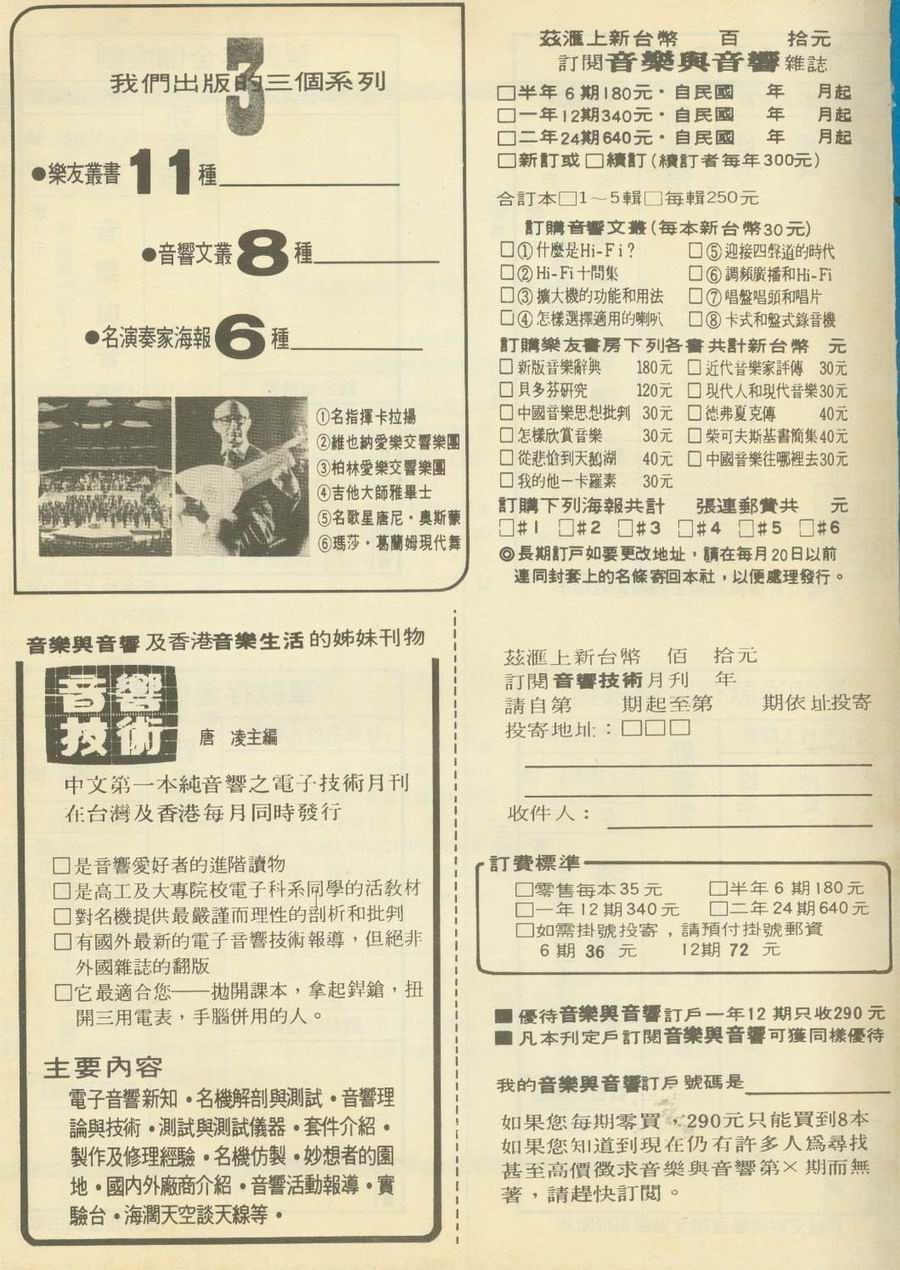 我們出版的三個系列
3
●樂友叢書11種
●音響文叢8種
●名演奏家海報6種
①名指揮卡拉揚
②維也納愛樂交響樂團
③柏林愛樂交響樂團
④吉他大師雅畢士
⑤名歌星唐尼·奧斯蒙
⑥瑪莎·葛蘭姆現代舞
茲滙上新台幣 百 拾元
訂閱音樂與音響雜誌
□半年6期180元·自民國 年 月起
□一年12期340元·自民國 年 月起
□二年24期640元·自民國 年 月起
□新訂或□續訂(續訂者每年300元)
合訂本□1～5輯□每輯250元
訂購音響文叢(每本新台幣30元)
□①什麼是Hi-Fi? □⑤迎接四聲道的時代
□②Hi-Fi十問集 □⑥調頻廣播和Hi-Fi
□③擴大機的功能和用法 □⑦唱盤唱頭和唱片
□④怎樣選擇適用的喇叭 □⑧卡式和盤式錄音機
訂購樂友書房下列各書共計新台幣 元
□新版音樂辭典 180元 □近代音樂家評傳 30元
□貝多芬研究 120元 □現代人和現代音樂30元
□中國音樂思想批判 30元 □德弗夏克傳 40元
□怎樣欣賞音樂 30元 □柴可夫斯基書簡集40元
□從悲愴到天鵝湖 40元 □中國音樂往哪裡去30元
□我的他—卡羅素 30元
訂購下列海報共計 張連郵費共 元
□#1 □#2 □#3 □#4 □#5 □#6
◎長期訂戶如要更改地址，請在每月20日以前
連同封套上的名條寄回本社，以便處理發行。
音樂與音響及香港音樂生活的姊妹刊物
音響
技術
唐 凌主編
中文第一本純音響之電子技術月刊
在台灣及香港每月同時發行
□是音響愛好者的進階讀物
□是高工及大專院校電子科系同學的活教材
□對名機提供最嚴謹而理性的剖析和批判
□有國外最新的電子音響技術報導，但絕非
外國雜誌的翻版
□它最適合您——拋開課本，拿起銲鎗，扭
開三用電表，手腦併用的人。
主要內容
電子音響新知·名機解剖與測試·音響理
論與技術·測試與測試儀器·套件介紹·
製作及修理經驗·名機仿製·妙想者的園
地·國內外廠商介紹·音響活動報導·實
驗台·海濶天空談天線等·
茲滙上新台幣 佰 拾元
訂閱音響技術月刊 年
請自第 期起至第 期依址投寄
投寄地址：□□□
收件人：
訂費標準
□零售每本35元 □半年6期180元
□一年12期340元 □二年24期640元
□如需掛號投寄，請預付掛號郵資
6期 36 元 12期 72 元
■優待音樂與音響訂戶一年12期只收290元
■凡本刊定戶訂閱音樂與音響可獲同樣優待
我的音樂與音響訂戶號碼是
如果您每期零買，290元只能買到8本
如果您知道到現在仍有許多人爲尋找
甚至高價徵求音樂與音響第×期而無
著，請趕快訂閱。